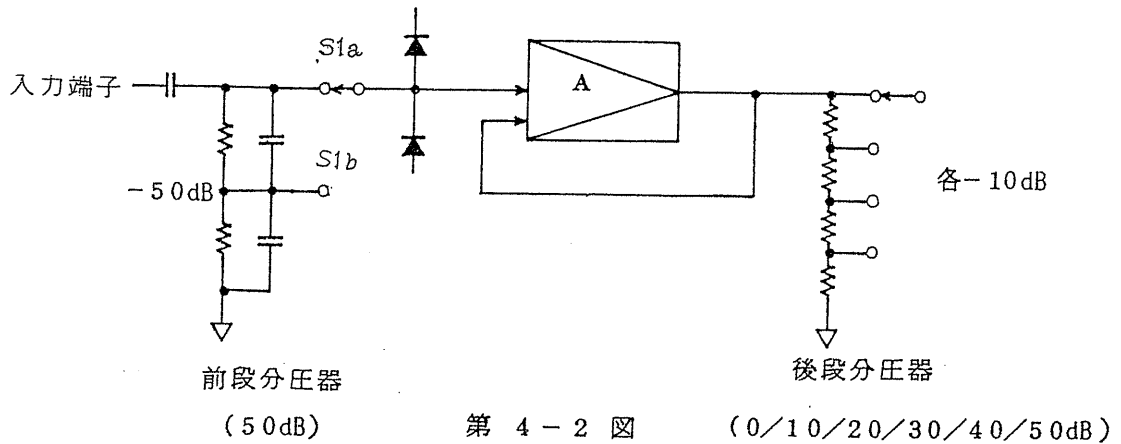 S1a
入力端子
A
S1b
-50dB
各-10dB
前段分圧器
(50dB)
第 4-2 図
後段分圧器
(0/10/20/30/40/50dB)